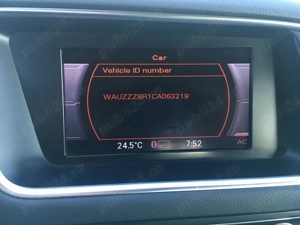 Car
Vehicle ID number
WAUZZZ8R1CA063219
24.5°C
7:52
AC